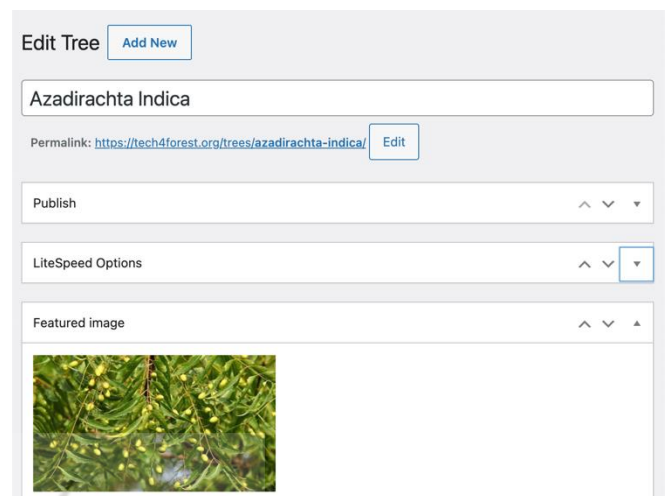 Edit Tree Add New
Azadirachta Indica
Permalink: https://tech4forest.org/trees/azadirachta-indica/ Edit
Publish
LiteSpeed Options
Featured image